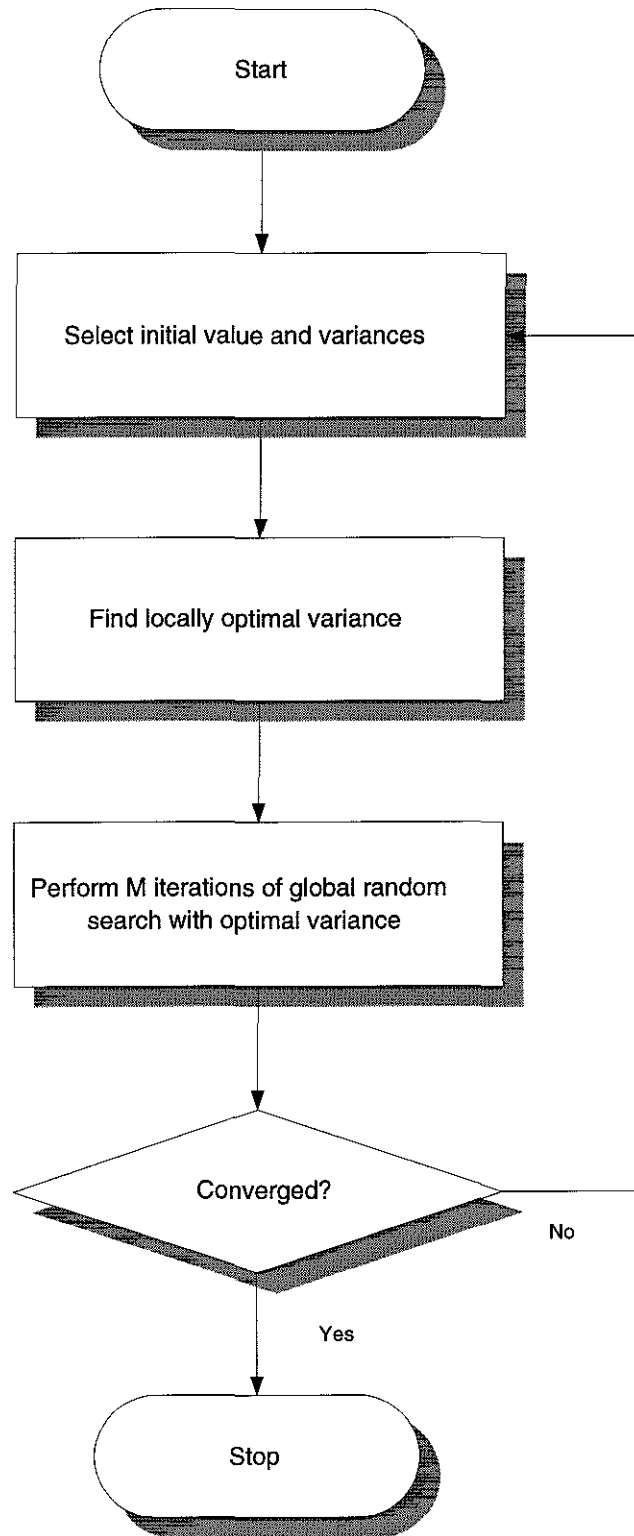 Start
Select initial value and variances
Find locally optimal variance
Perform M iterations of global random
search with optimal variance
Converged?
No
Yes
Stop